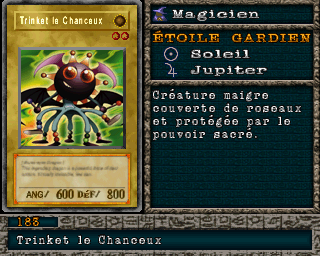 Trinket le Chanceux
ANG/ 600 DÉF/ 800
Magicien
ÉTOILE GARDIEN
Soleil
Jupiter
Créature maigre
couverte de roseaux
et protégée par le
pouvoir sacré.
183
Trinket le Chanceux